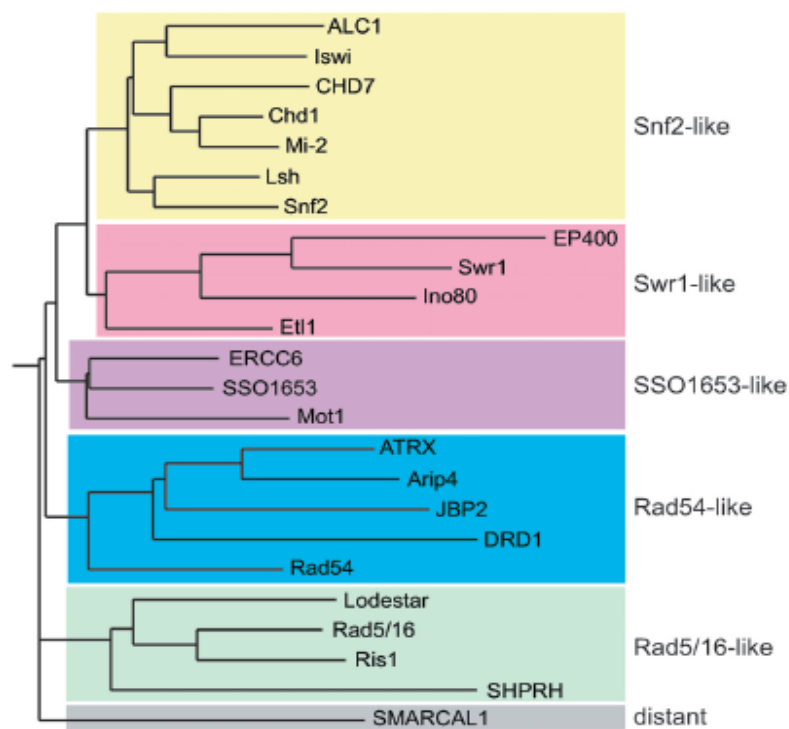 ALC1
Iswi
CHD7
Chd1
Mi-2
Lsh
Snf2
Snf2-like
EP400
Swr1
Ino80
Etl1
Swr1-like
ERCC6
SSO1653
Mot1
SSO1653-like
ATRX
Arip4
JBP2
DRD1
Rad54
Rad54-like
Lodestar
Rad5/16
Ris1
SHPRH
Rad5/16-like
SMARCAL1
distant